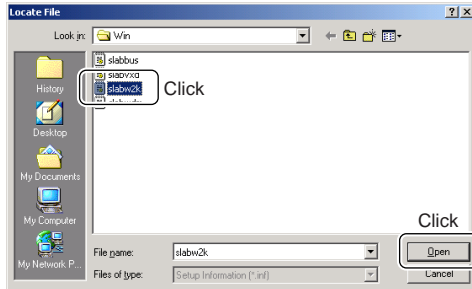 Locate File
Look in: Win
slabbus
slabvxd
slabw2k
Click
History
Desktop
My Documents
My Computer
My Network P...
Click
File name: slabw2k Open
Files of type: Setup Information (*.inf) Cancel